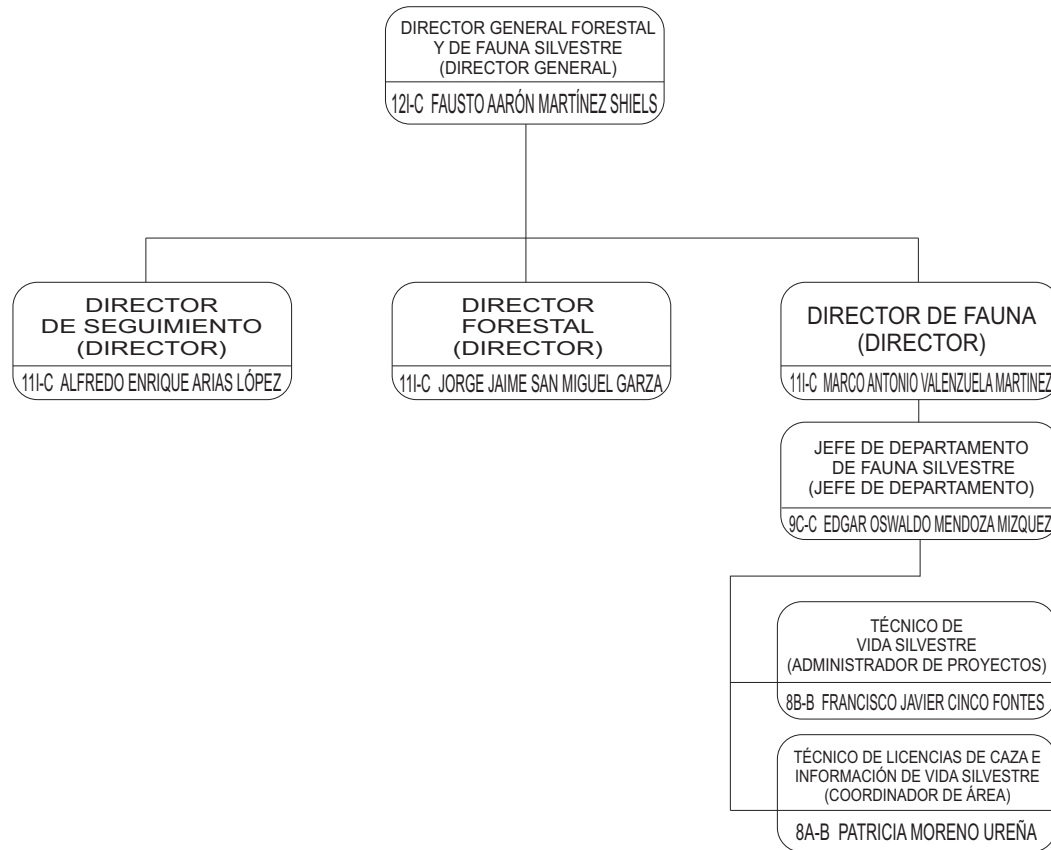 DIRECTOR GENERAL FORESTAL
Y DE FAUNA SILVESTRE
(DIRECTOR GENERAL)
12I-C FAUSTO AARÓN MARTÍNEZ SHIELS
DIRECTOR
DE SEGUIMIENTO
(DIRECTOR)
11I-C ALFREDO ENRIQUE ARIAS LÓPEZ
DIRECTOR
FORESTAL
(DIRECTOR)
11I-C JORGE JAIME SAN MIGUEL GARZA
DIRECTOR DE FAUNA
(DIRECTOR)
11I-C MARCO ANTONIO VALENZUELA MARTINEZ
JEFE DE DEPARTAMENTO
DE FAUNA SILVESTRE
(JEFE DE DEPARTAMENTO)
9C-C EDGAR OSWALDO MENDOZA MIZQUEZ
TÉCNICO DE
VIDA SILVESTRE
(ADMINISTRADOR DE PROYECTOS)
8B-B FRANCISCO JAVIER CINCO FONTES
TÉCNICO DE LICENCIAS DE CAZA E
INFORMACIÓN DE VIDA SILVESTRE
(COORDINADOR DE ÁREA)
8A-B PATRICIA MORENO UREÑA